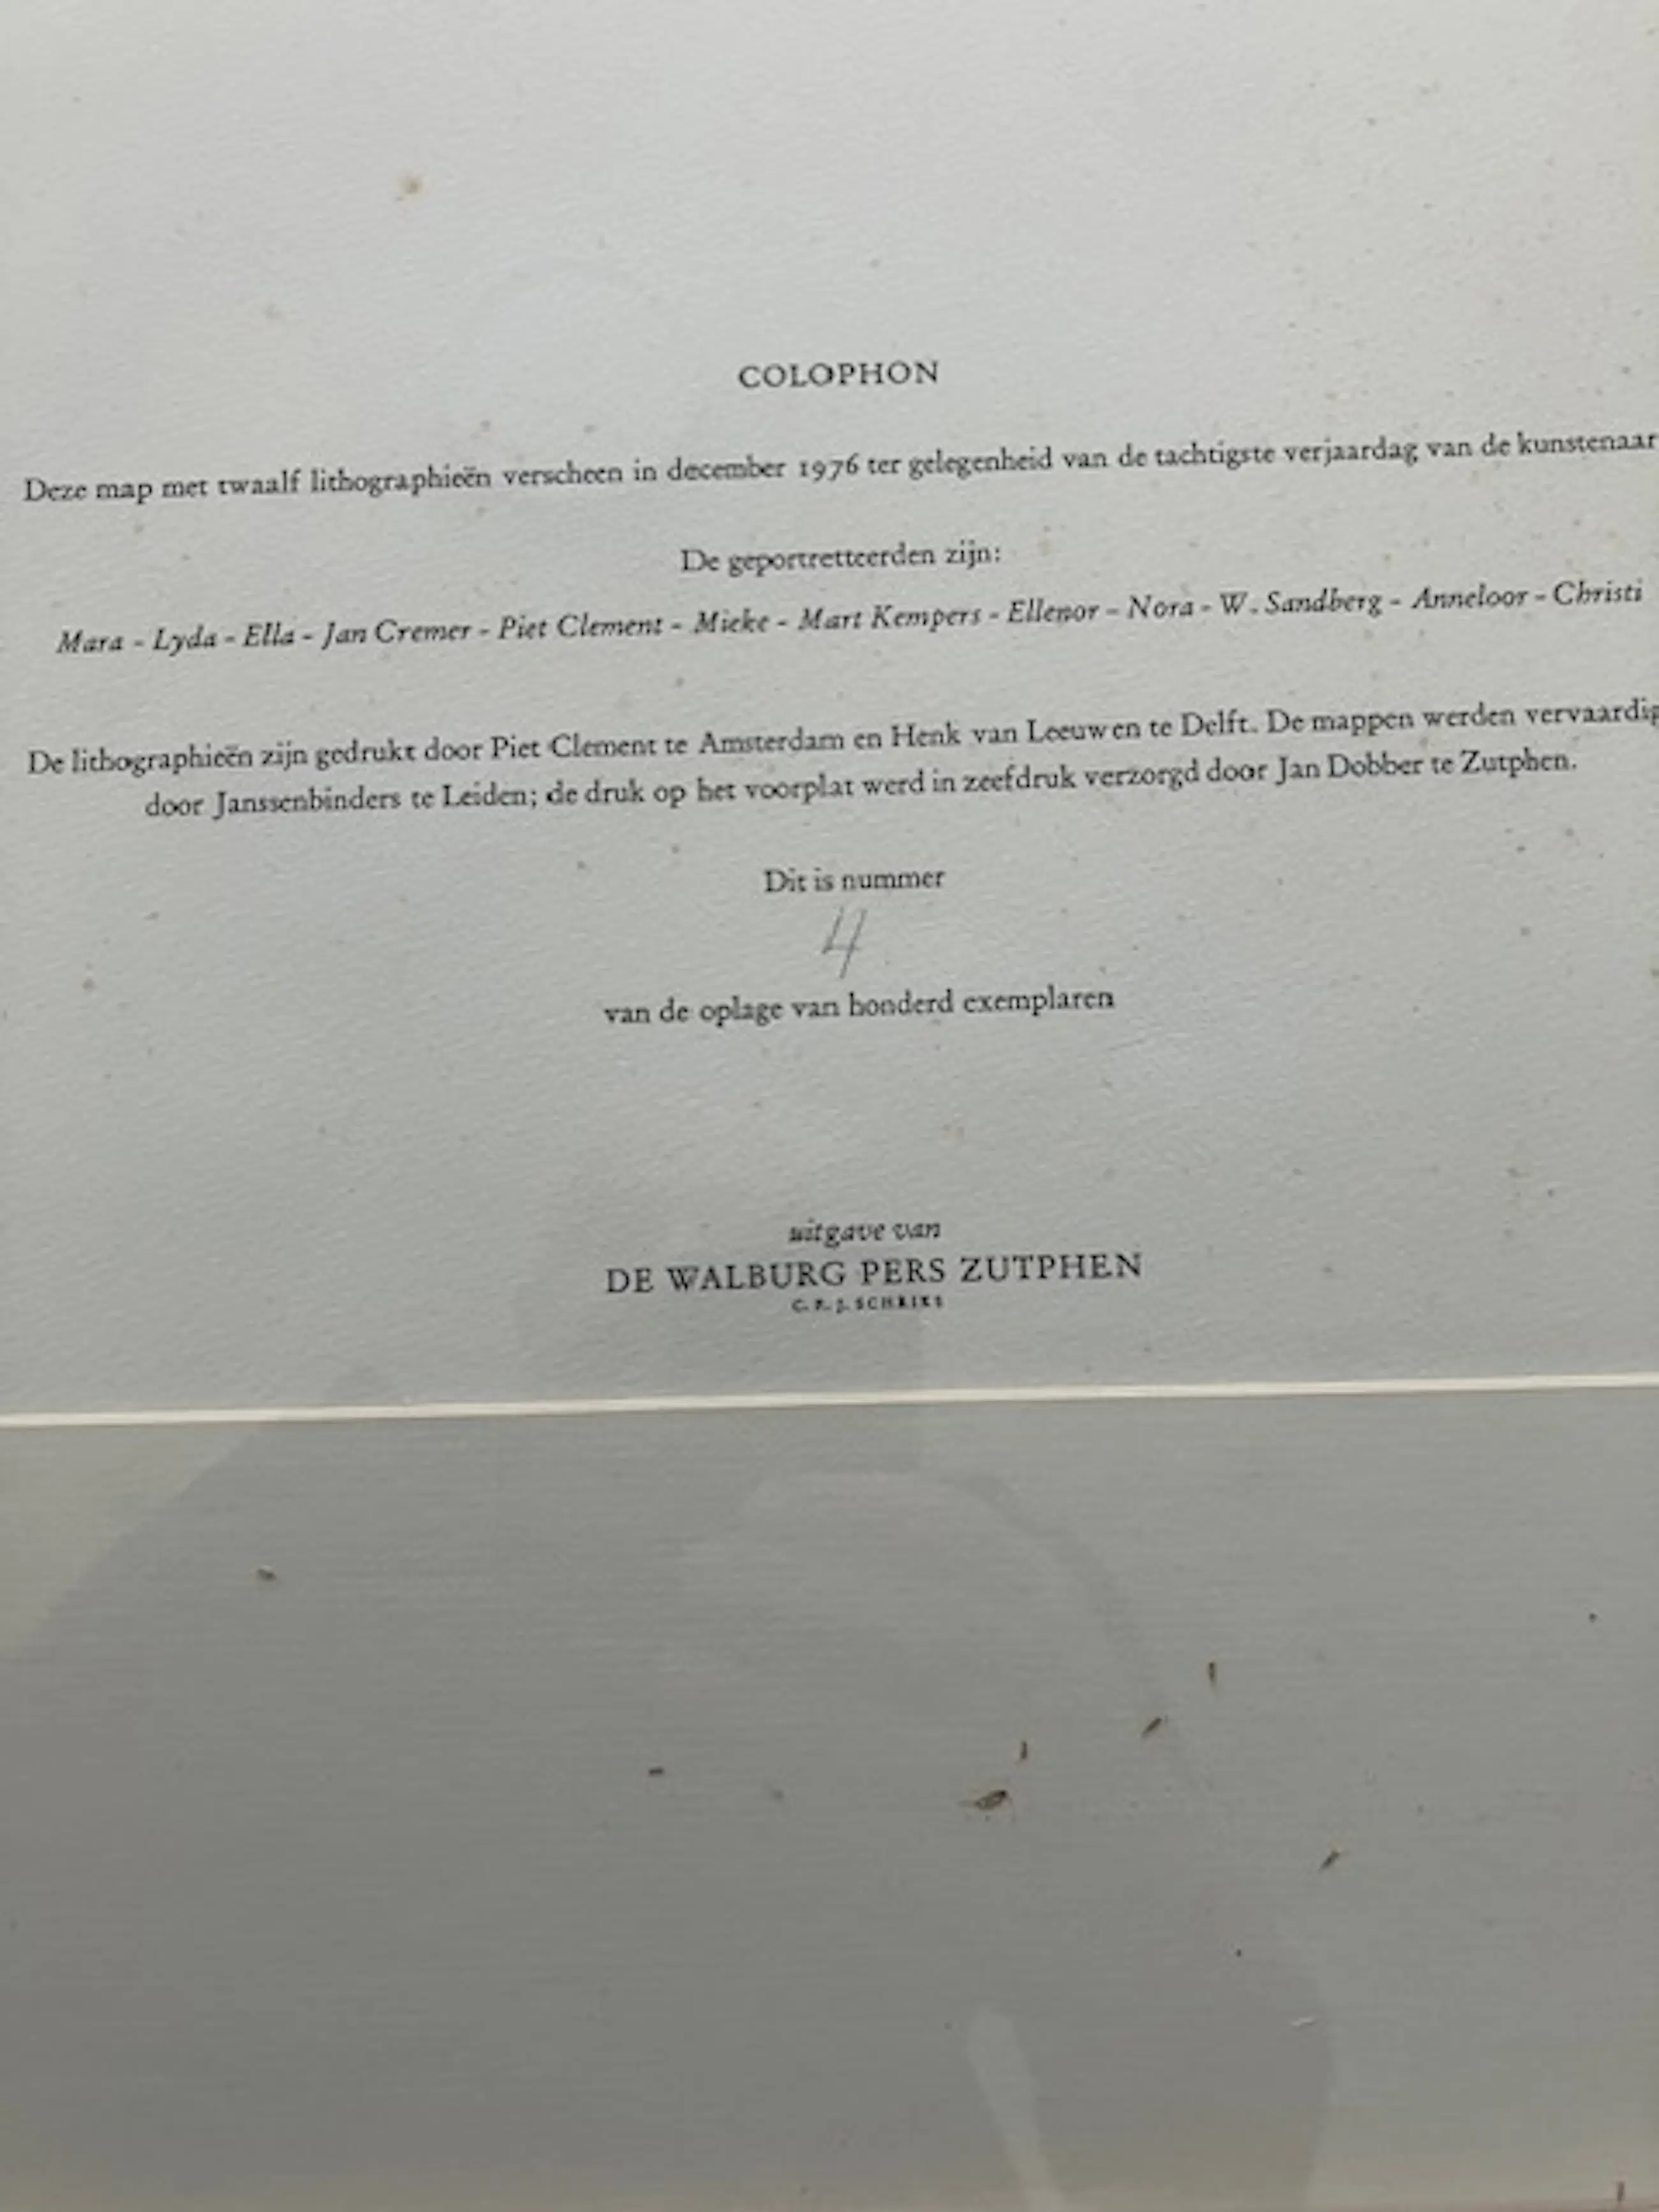 COLOPHON
Deze map met twaalf lithographieën verscheen in december 1976 ter gelegenheid van de tachtigste verjaardag van de kunstenaar
De geportretteerden zijn:
Mara - Lyda - Ella - Jan Cremer - Piet Clement - Mieke - Mart Kempers - Ellenor - Nora - W. Sandberg - Anneloor - Christi
De lithographieën zijn gedrukt door Piet Clement te Amsterdam en Henk van Leeuwen te Delft. De mappen werden vervaardig
door Janssenbinders te Leiden; de druk op het voorplat werd in zeefdruk verzorgd door Jan Dobber te Zutphen.
Dit is nummer
4
van de oplage van honderd exemplaren
uitgave van
DE WALBURG PERS ZUTPHEN
C. F. J. SCHRIKS